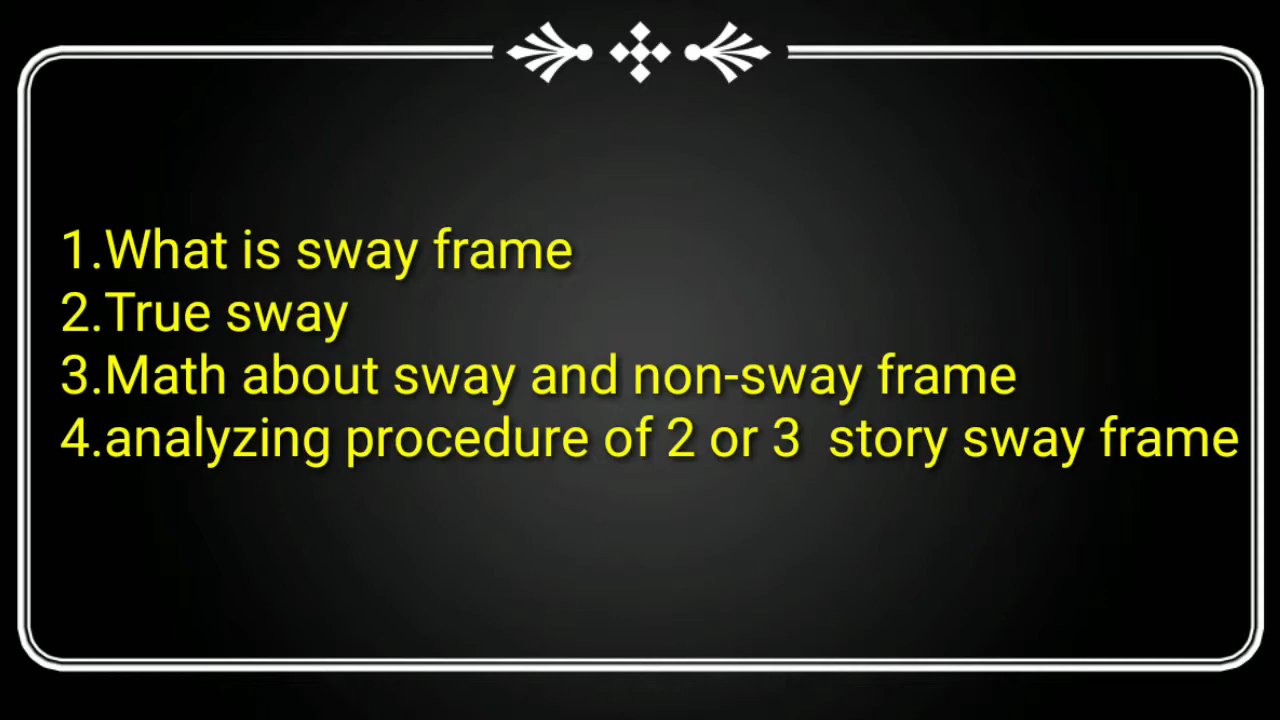 1.What is sway frame
2.True sway
3.Math about sway and non-sway frame
4.analyzing procedure of 2 or 3  story sway frame